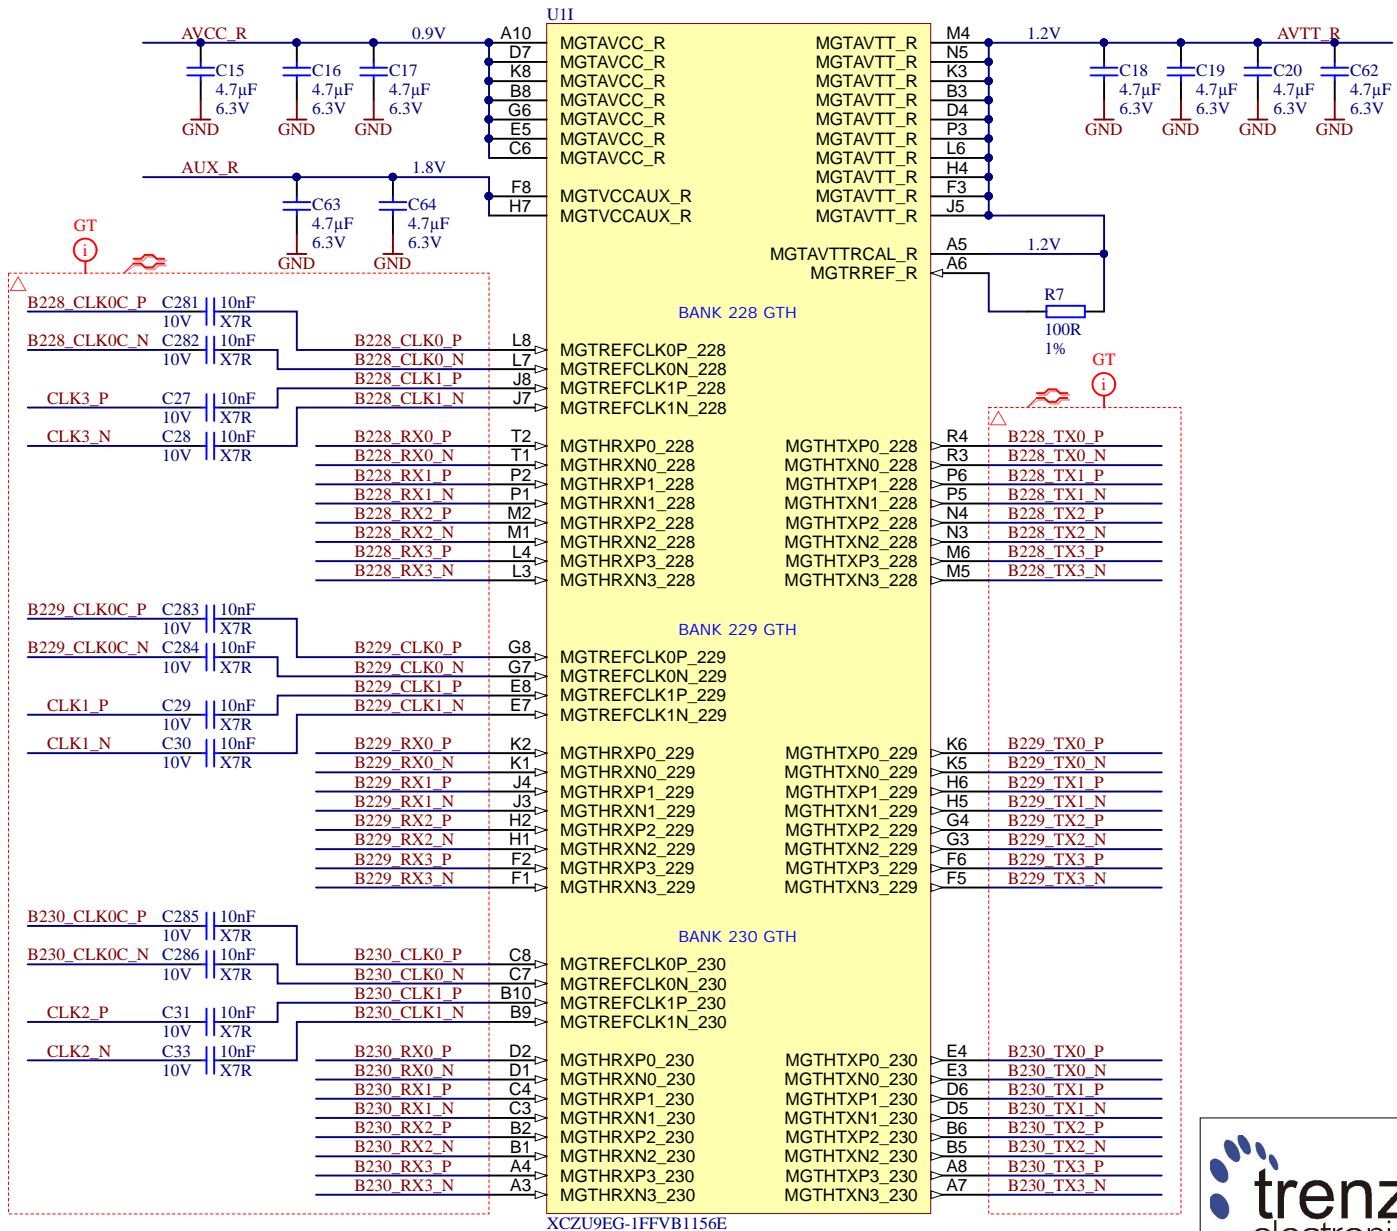 U1I
AVCC_R 0.9V
C15 4.7µF 6.3V GND
C16 4.7µF 6.3V GND
C17 4.7µF 6.3V GND
A10 MGTAVCC_R
D7 MGTAVCC_R
K8 MGTAVCC_R
B8 MGTAVCC_R
G6 MGTAVCC_R
E5 MGTAVCC_R
C6 MGTAVCC_R
AUX_R 1.8V
C63 4.7µF 6.3V GND
C64 4.7µF 6.3V GND
F8 MGTVCCAUX_R
H7 MGTVCCAUX_R
MGTAVTT_R M4
MGTAVTT_R N5
MGTAVTT_R K3
MGTAVTT_R B3
MGTAVTT_R D4
MGTAVTT_R P3
MGTAVTT_R L6
MGTAVTT_R H4
MGTAVTT_R F3
MGTAVTT_R J5
1.2V AVTT_R
C18 4.7µF 6.3V GND
C19 4.7µF 6.3V GND
C20 4.7µF 6.3V GND
C62 4.7µF 6.3V GND
MGTAVTTRCAL_R A5 1.2V
MGTRREF_R A6
R7 100R 1%
GT
i
GT
i
BANK 228 GTH
B228_CLK0C_P C281 10nF 10V X7R
B228_CLK0C_N C282 10nF 10V X7R
CLK3_P C27 10nF 10V X7R
CLK3_N C28 10nF 10V X7R
B228_CLK0_P L8 MGTREFCLK0P_228
B228_CLK0_N L7 MGTREFCLK0N_228
B228_CLK1_P J8 MGTREFCLK1P_228
B228_CLK1_N J7 MGTREFCLK1N_228
B228_RX0_P T2 MGTHRXP0_228 MGTHTXP0_228 R4 B228_TX0_P
B228_RX0_N T1 MGTHRXN0_228 MGTHTXN0_228 R3 B228_TX0_N
B228_RX1_P P2 MGTHRXP1_228 MGTHTXP1_228 P6 B228_TX1_P
B228_RX1_N P1 MGTHRXN1_228 MGTHTXN1_228 P5 B228_TX1_N
B228_RX2_P M2 MGTHRXP2_228 MGTHTXP2_228 N4 B228_TX2_P
B228_RX2_N M1 MGTHRXN2_228 MGTHTXN2_228 N3 B228_TX2_N
B228_RX3_P L4 MGTHRXP3_228 MGTHTXP3_228 M6 B228_TX3_P
B228_RX3_N L3 MGTHRXN3_228 MGTHTXN3_228 M5 B228_TX3_N
BANK 229 GTH
B229_CLK0C_P C283 10nF 10V X7R
B229_CLK0C_N C284 10nF 10V X7R
CLK1_P C29 10nF 10V X7R
CLK1_N C30 10nF 10V X7R
B229_CLK0_P G8 MGTREFCLK0P_229
B229_CLK0_N G7 MGTREFCLK0N_229
B229_CLK1_P E8 MGTREFCLK1P_229
B229_CLK1_N E7 MGTREFCLK1N_229
B229_RX0_P K2 MGTHRXP0_229 MGTHTXP0_229 K6 B229_TX0_P
B229_RX0_N K1 MGTHRXN0_229 MGTHTXN0_229 K5 B229_TX0_N
B229_RX1_P J4 MGTHRXP1_229 MGTHTXP1_229 H6 B229_TX1_P
B229_RX1_N J3 MGTHRXN1_229 MGTHTXN1_229 H5 B229_TX1_N
B229_RX2_P H2 MGTHRXP2_229 MGTHTXP2_229 G4 B229_TX2_P
B229_RX2_N H1 MGTHRXN2_229 MGTHTXN2_229 G3 B229_TX2_N
B229_RX3_P F2 MGTHRXP3_229 MGTHTXP3_229 F6 B229_TX3_P
B229_RX3_N F1 MGTHRXN3_229 MGTHTXN3_229 F5 B229_TX3_N
BANK 230 GTH
B230_CLK0C_P C285 10nF 10V X7R
B230_CLK0C_N C286 10nF 10V X7R
CLK2_P C31 10nF 10V X7R
CLK2_N C33 10nF 10V X7R
B230_CLK0_P C8 MGTREFCLK0P_230
B230_CLK0_N C7 MGTREFCLK0N_230
B230_CLK1_P B10 MGTREFCLK1P_230
B230_CLK1_N B9 MGTREFCLK1N_230
B230_RX0_P D2 MGTHRXP0_230 MGTHTXP0_230 E4 B230_TX0_P
B230_RX0_N D1 MGTHRXN0_230 MGTHTXN0_230 E3 B230_TX0_N
B230_RX1_P C4 MGTHRXP1_230 MGTHTXP1_230 D6 B230_TX1_P
B230_RX1_N C3 MGTHRXN1_230 MGTHTXN1_230 D5 B230_TX1_N
B230_RX2_P B2 MGTHRXP2_230 MGTHTXP2_230 B6 B230_TX2_P
B230_RX2_N B1 MGTHRXN2_230 MGTHTXN2_230 B5 B230_TX2_N
B230_RX3_P A4 MGTHRXP3_230 MGTHTXP3_230 A8 B230_TX3_P
B230_RX3_N A3 MGTHRXN3_230 MGTHTXN3_230 A7 B230_TX3_N
XCZU9EG-1FFVB1156E
trenz